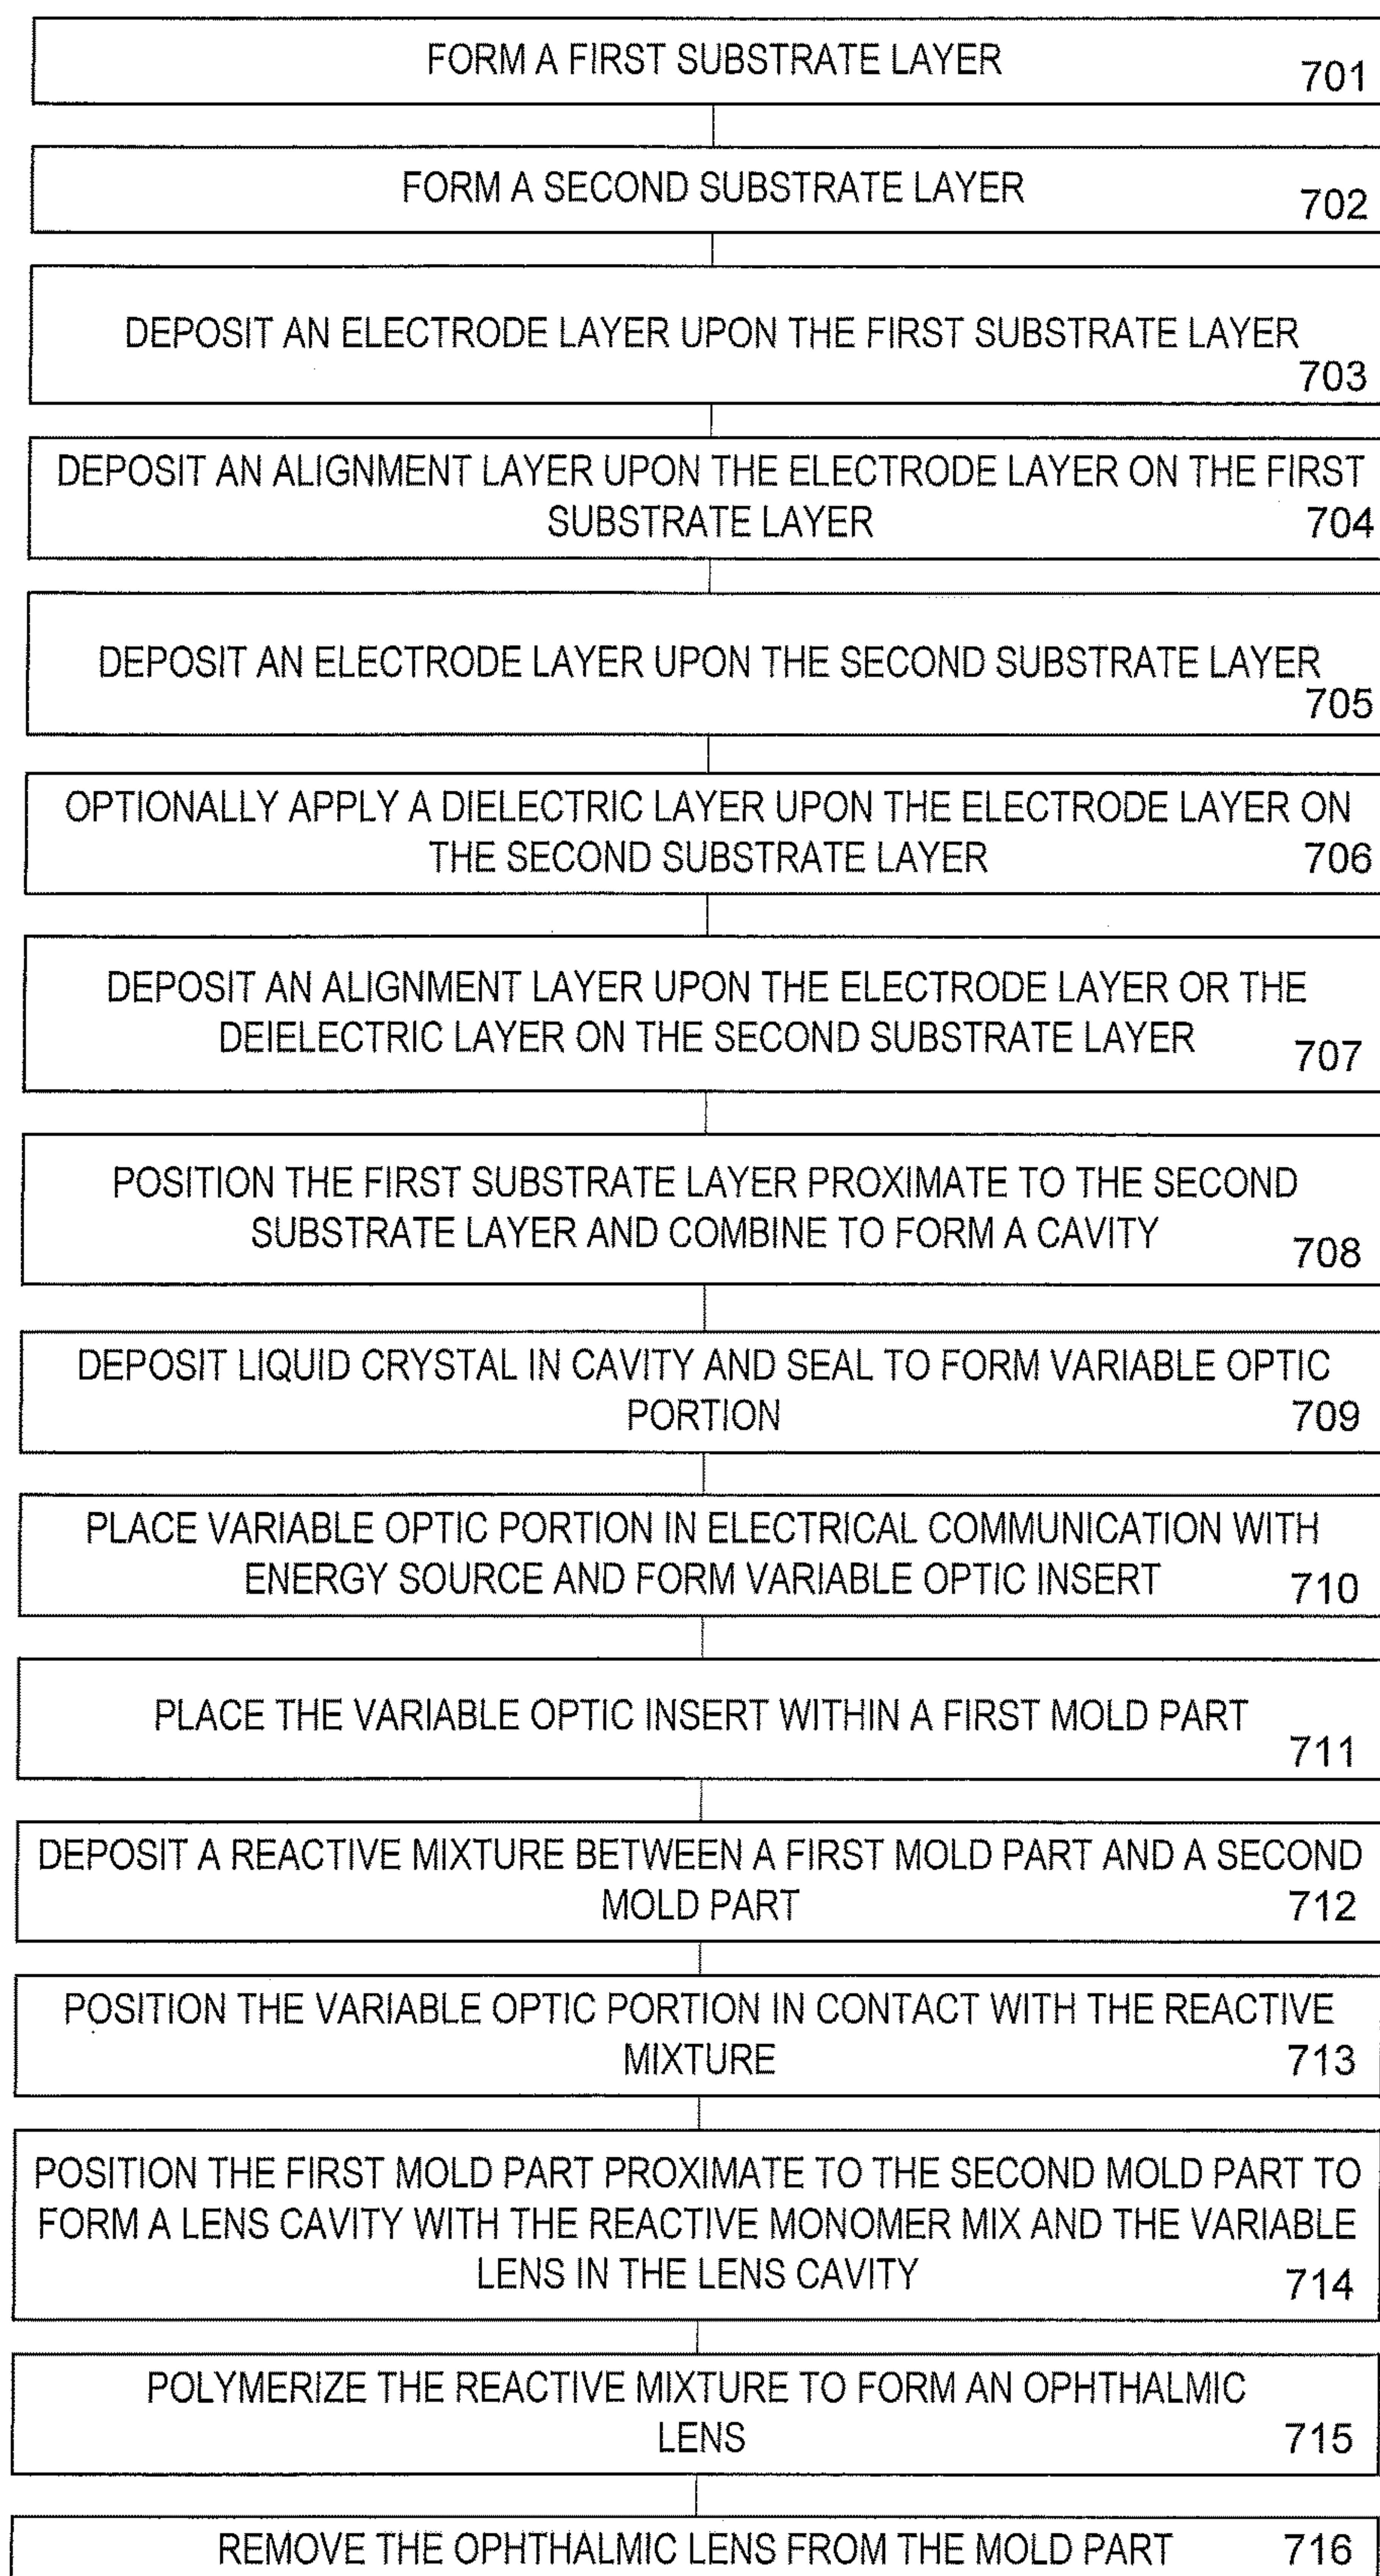 FORM A FIRST SUBSTRATE LAYER
701
FORM A SECOND SUBSTRATE LAYER
702
DEPOSIT AN ELECTRODE LAYER UPON THE FIRST SUBSTRATE LAYER
703
DEPOSIT AN ALIGNMENT LAYER UPON THE ELECTRODE LAYER ON THE FIRST
SUBSTRATE LAYER 704
DEPOSIT AN ELECTRODE LAYER UPON THE SECOND SUBSTRATE LAYER
705
OPTIONALLY APPLY A DIELECTRIC LAYER UPON THE ELECTRODE LAYER ON
THE SECOND SUBSTRATE LAYER 706
DEPOSIT AN ALIGNMENT LAYER UPON THE ELECTRODE LAYER OR THE
DEIELECTRIC LAYER ON THE SECOND SUBSTRATE LAYER
707
POSITION THE FIRST SUBSTRATE LAYER PROXIMATE TO THE SECOND
SUBSTRATE LAYER AND COMBINE TO FORM A CAVITY
708
DEPOSIT LIQUID CRYSTAL IN CAVITY AND SEAL TO FORM VARIABLE OPTIC
PORTION 709
PLACE VARIABLE OPTIC PORTION IN ELECTRICAL COMMUNICATION WITH
ENERGY SOURCE AND FORM VARIABLE OPTIC INSERT 710
PLACE THE VARIABLE OPTIC INSERT WITHIN A FIRST MOLD PART
711
DEPOSIT A REACTIVE MIXTURE BETWEEN A FIRST MOLD PART AND A SECOND
MOLD PART 712
POSITION THE VARIABLE OPTIC PORTION IN CONTACT WITH THE REACTIVE
MIXTURE 713
POSITION THE FIRST MOLD PART PROXIMATE TO THE SECOND MOLD PART TO
FORM A LENS CAVITY WITH THE REACTIVE MONOMER MIX AND THE VARIABLE
LENS IN THE LENS CAVITY 714
POLYMERIZE THE REACTIVE MIXTURE TO FORM AN OPHTHALMIC
LENS 715
REMOVE THE OPHTHALMIC LENS FROM THE MOLD PART 716